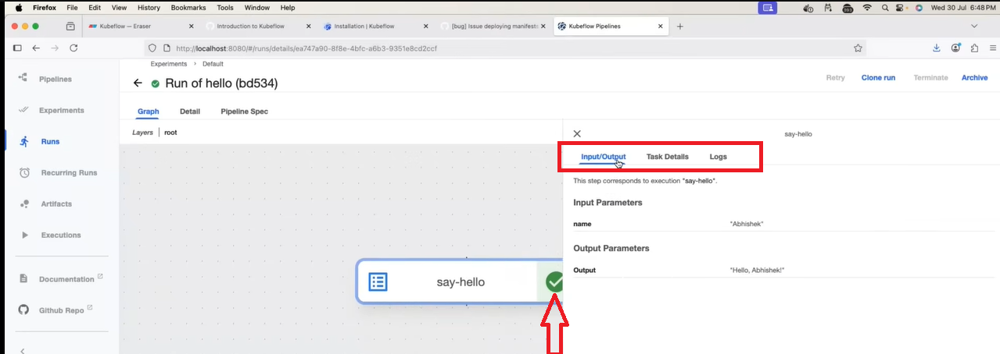 Firefox File Edit View History Bookmarks Tools Window Help Wed 30 Jul 6:48 PM
Kubeflow — Eraser Introduction to Kubeflow Installation | Kubeflow [bug] Issue deploying manifests Kubeflow Pipelines
http://localhost:8080/#/runs/details/ea747a90-8f8e-4bfc-a6b3-9351e8cd2ccf
Experiments > Default
Run of hello (bd534)
Retry Clone run Terminate Archive
Pipelines
Experiments
Runs
Recurring Runs
Artifacts
Executions
Documentation
Github Repo
Graph Detail Pipeline Spec
Layers root
say-hello
say-hello
Input/Output Task Details Logs
This step corresponds to execution "say-hello".
Input Parameters
name "Abhishek"
Output Parameters
Output "Hello, Abhishek!"